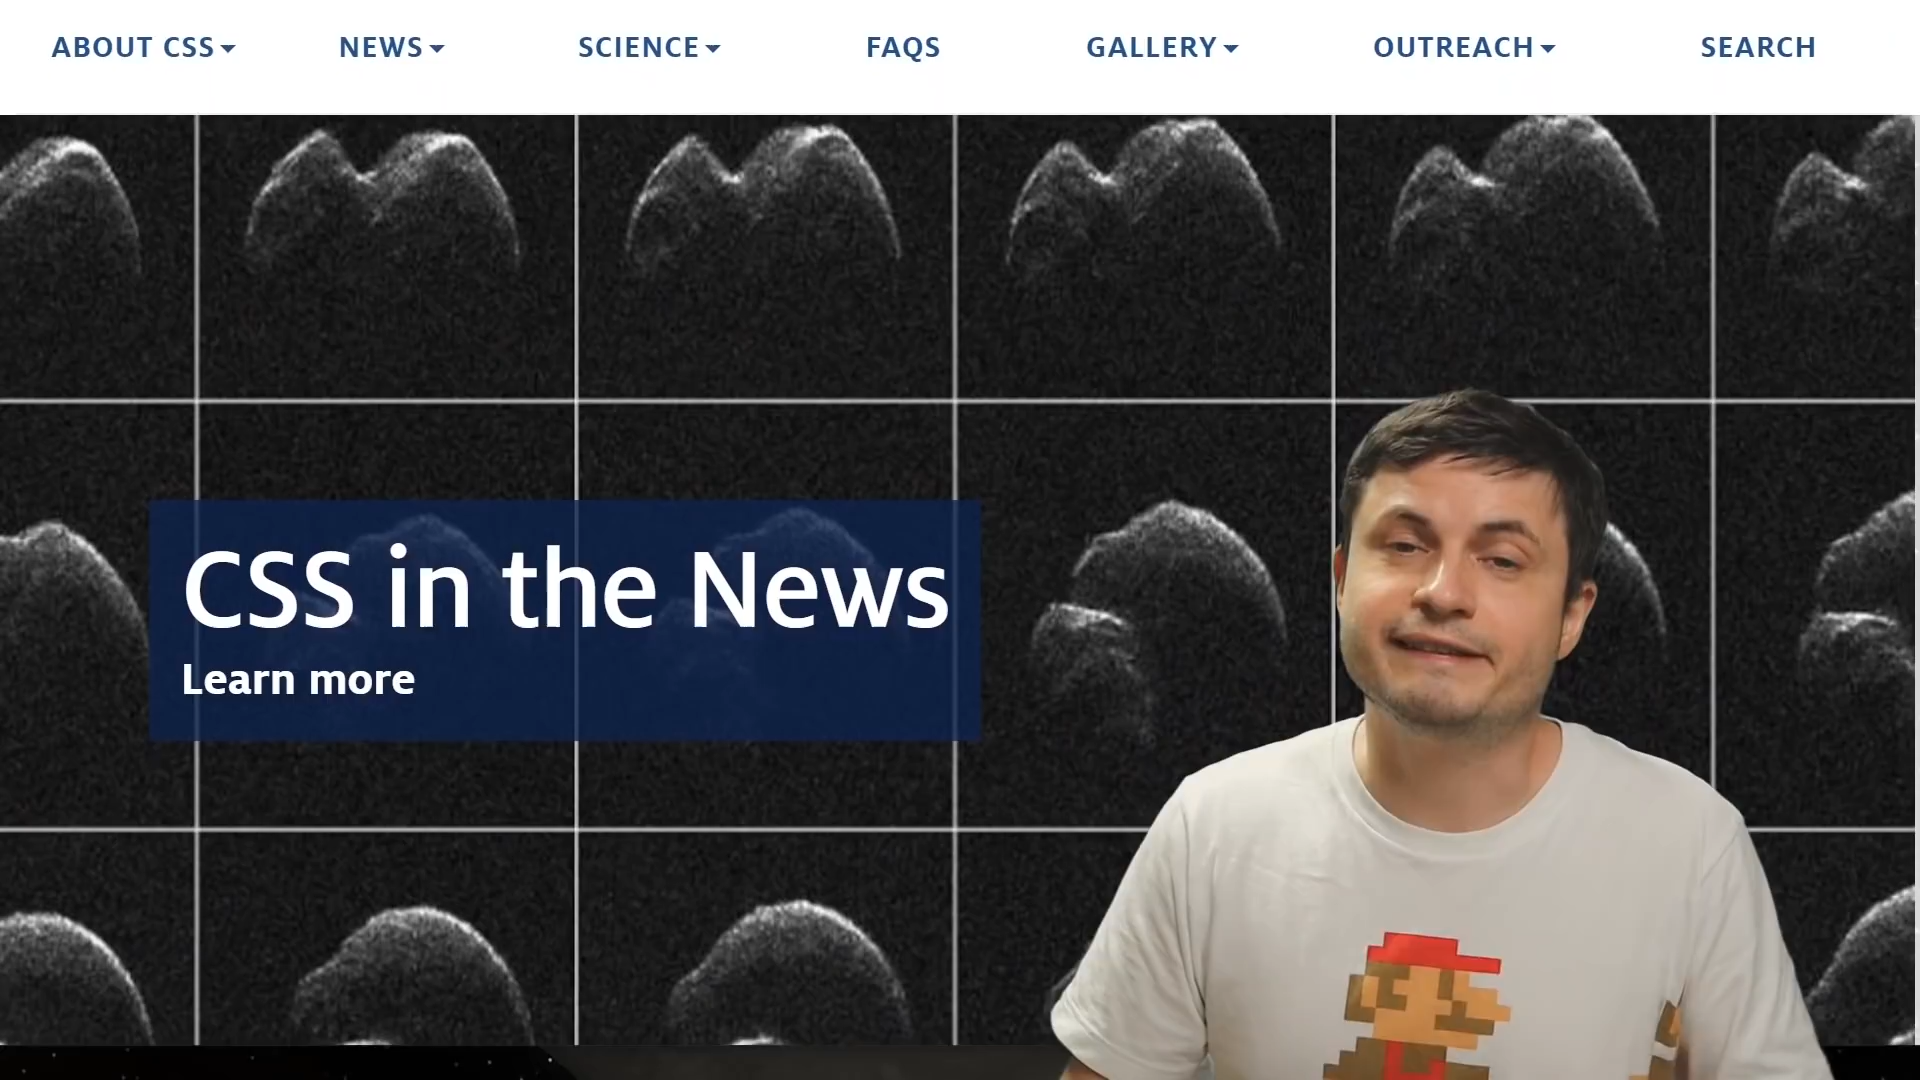 ABOUT CSS NEWS SCIENCE FAQS GALLERY OUTREACH SEARCH
CSS in the News
Learn more